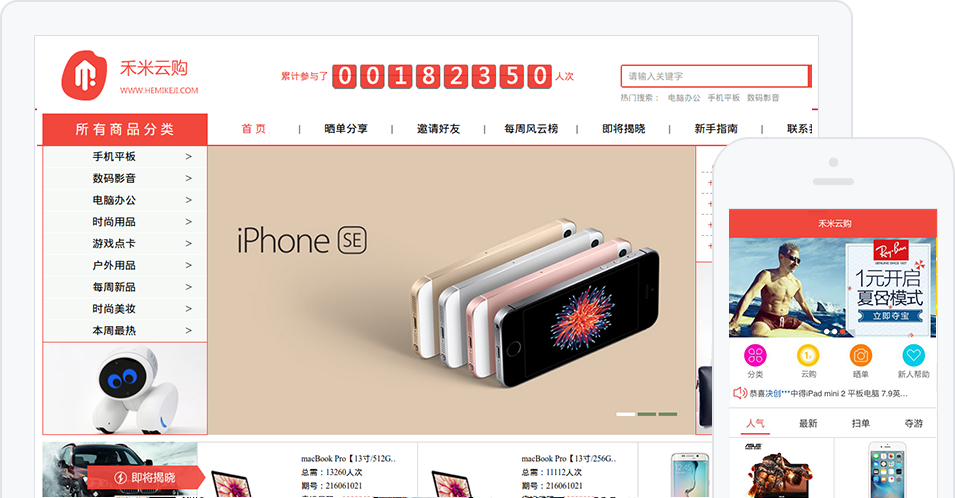 禾米云购
WWW.HEMIKEJI.COM
累计参与了 00182350 人次
请输入关键字
热门搜索： 电脑办公 手机平板 数码影音
所有商品分类
首页 | 晒单分享 | 邀请好友 | 每周风云榜 | 即将揭晓 | 新手指南 | 联系
手机平板 >
数码影音 >
电脑办公 >
时尚用品 >
游戏点卡 >
户外用品 >
每周新品 >
时尚美妆 >
本周最热 >
iPhone SE
即将揭晓
macBook Pro【13寸/512G..
总需：13260人次
期号：216061021
macBook Pro【13寸/256G..
总需：11112人次
期号：216061021
禾米云购
Ray-Ban
GENUINE SINCE 1937
1元开启
夏日模式
立即夺宝
分类
云购
晒单
新人帮助
恭喜决创***中得iPad mini 2 平板电脑 7.9英...
人气
最新
扫单
夺游